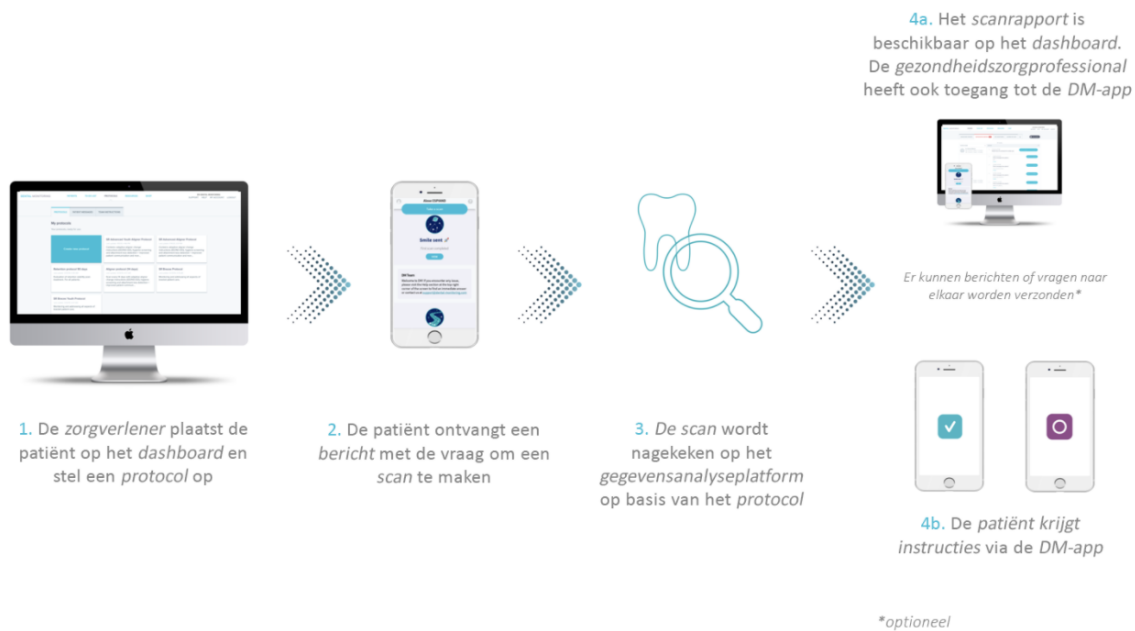 4a. Het scanrapport is
beschikbaar op het dashboard.
De gezondheidszorgprofessional
heeft ook toegang tot de DM-app
Er kunnen berichten of vragen naar
elkaar worden verzonden*
1. De zorgverlener plaatst de
patiënt op het dashboard en
stel een protocol op
2. De patiënt ontvangt een
bericht met de vraag om een
scan te maken
3. De scan wordt
nagekeken op het
gegevensanalyseplatform
op basis van het protocol
4b. De patiënt krijgt
instructies via de DM-app
*optioneel